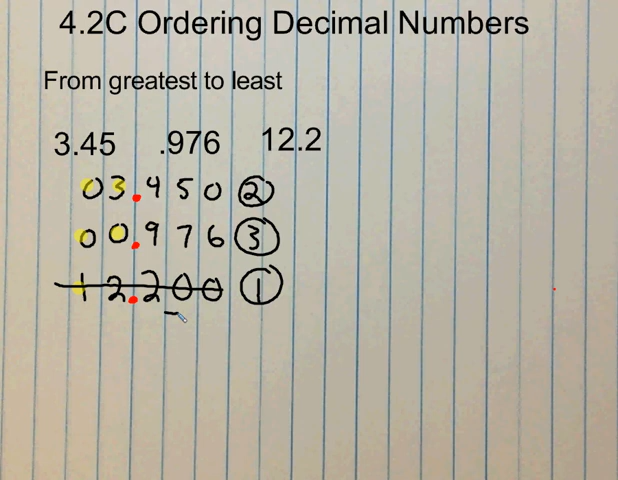 4.2C Ordering Decimal Numbers
From greatest to least
3.45 .976 12.2
03.450 2
00.976 3
12.200 1